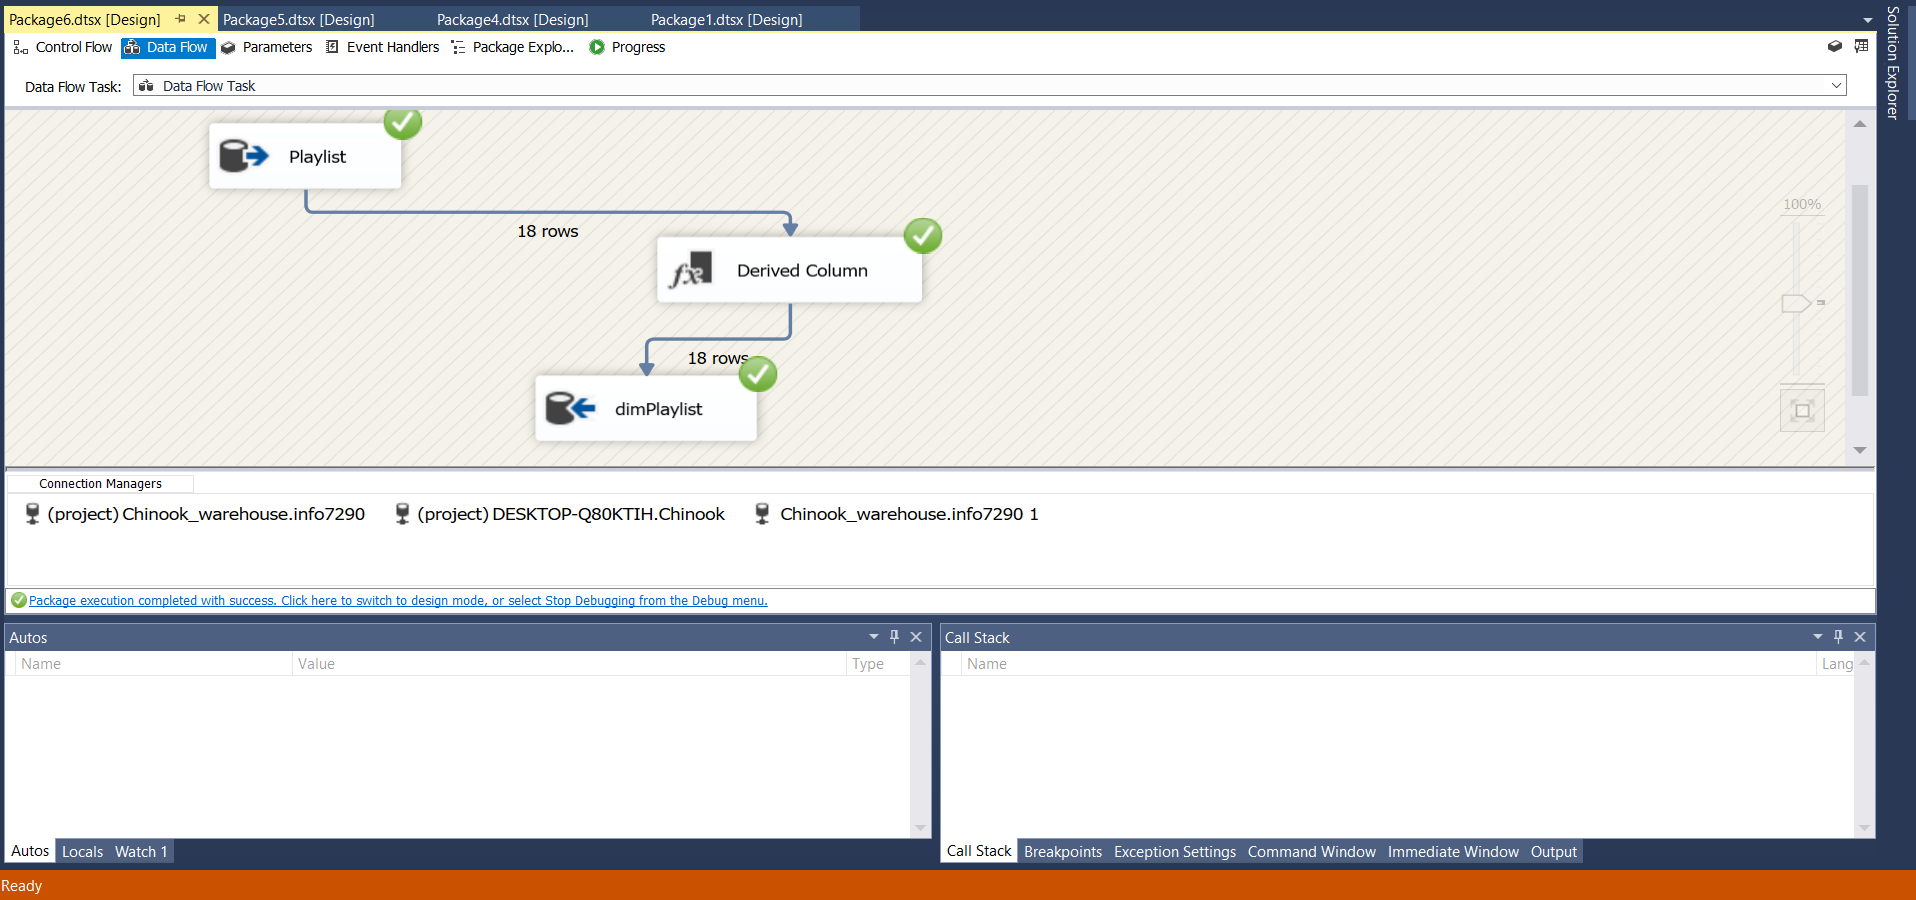 Package6.dtsx [Design]
Package5.dtsx [Design]
Package4.dtsx [Design]
Package1.dtsx [Design]
Solution Explorer
Control Flow
Data Flow
Parameters
Event Handlers
Package Explo...
Progress
Data Flow Task:
Data Flow Task
Playlist
18 rows
Derived Column
18 rows
dimPlaylist
100%
Connection Managers
(project) Chinook_warehouse.info7290
(project) DESKTOP-Q80KTIH.Chinook
Chinook_warehouse.info7290 1
Package execution completed with success. Click here to switch to design mode, or select Stop Debugging from the Debug menu.
Autos
Name
Value
Type
Autos
Locals
Watch 1
Call Stack
Name
Lang
Call Stack
Breakpoints
Exception Settings
Command Window
Immediate Window
Output
Ready